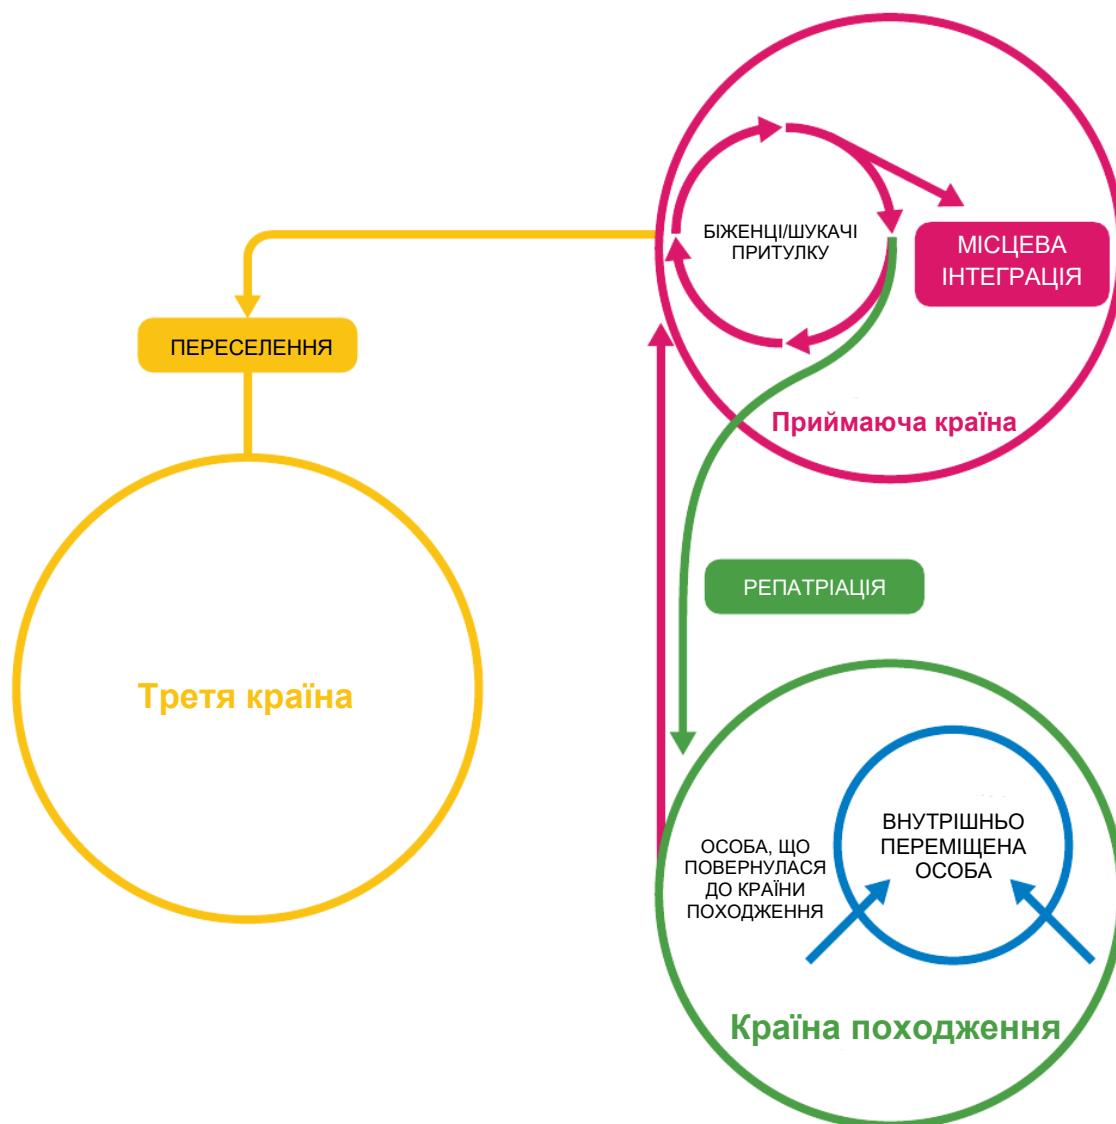 БІЖЕНЦІ/ШУКАЧІ
ПРИТУЛКУ
МІСЦЕВА
ІНТЕГРАЦІЯ
ПЕРЕСЕЛЕННЯ
Приймаюча країна
РЕПАТРІАЦІЯ
Третя країна
ОСОБА, ЩО
ПОВЕРНУЛАСЯ
ДО КРАЇНИ
ПОХОДЖЕННЯ
ВНУТРІШНЬО
ПЕРЕМІЩЕНА
ОСОБА
Країна походження